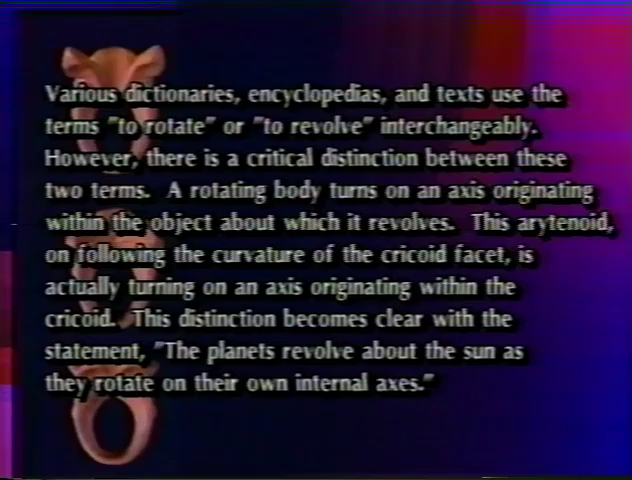 Various dictionaries, encyclopedias, and texts use the
terms "to rotate" or "to revolve" interchangeably.
However, there is a critical distinction between these
two terms.  A rotating body turns on an axis originating
within the object about which it revolves.  This arytenoid,
on following the curvature of the cricoid facet, is
actually turning on an axis originating within the
cricoid.  This distinction becomes clear with the
statement, "The planets revolve about the sun as
they rotate on their own internal axes."